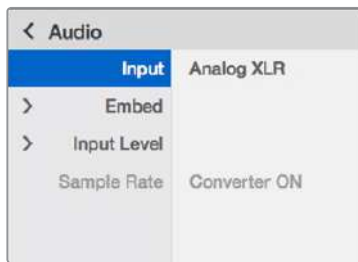 < Audio
Input Analog XLR
> Embed
> Input Level
Sample Rate Converter ON